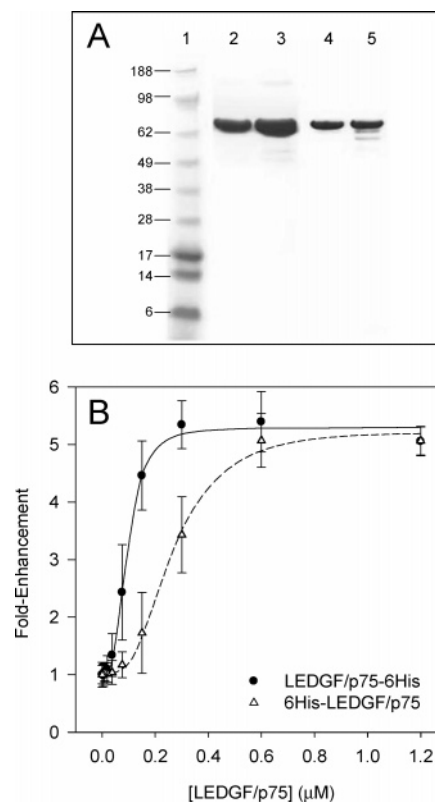 A
1 2 3 4 5
188
98
62
49
38
28
17
14
6
B
6
5
4
3
2
1
0
Fold-Enhancement
LEDGF/p75-6His
6His-LEDGF/p75
0.0 0.2 0.4 0.6 0.8 1.0 1.2
[LEDGF/p75] (μM)